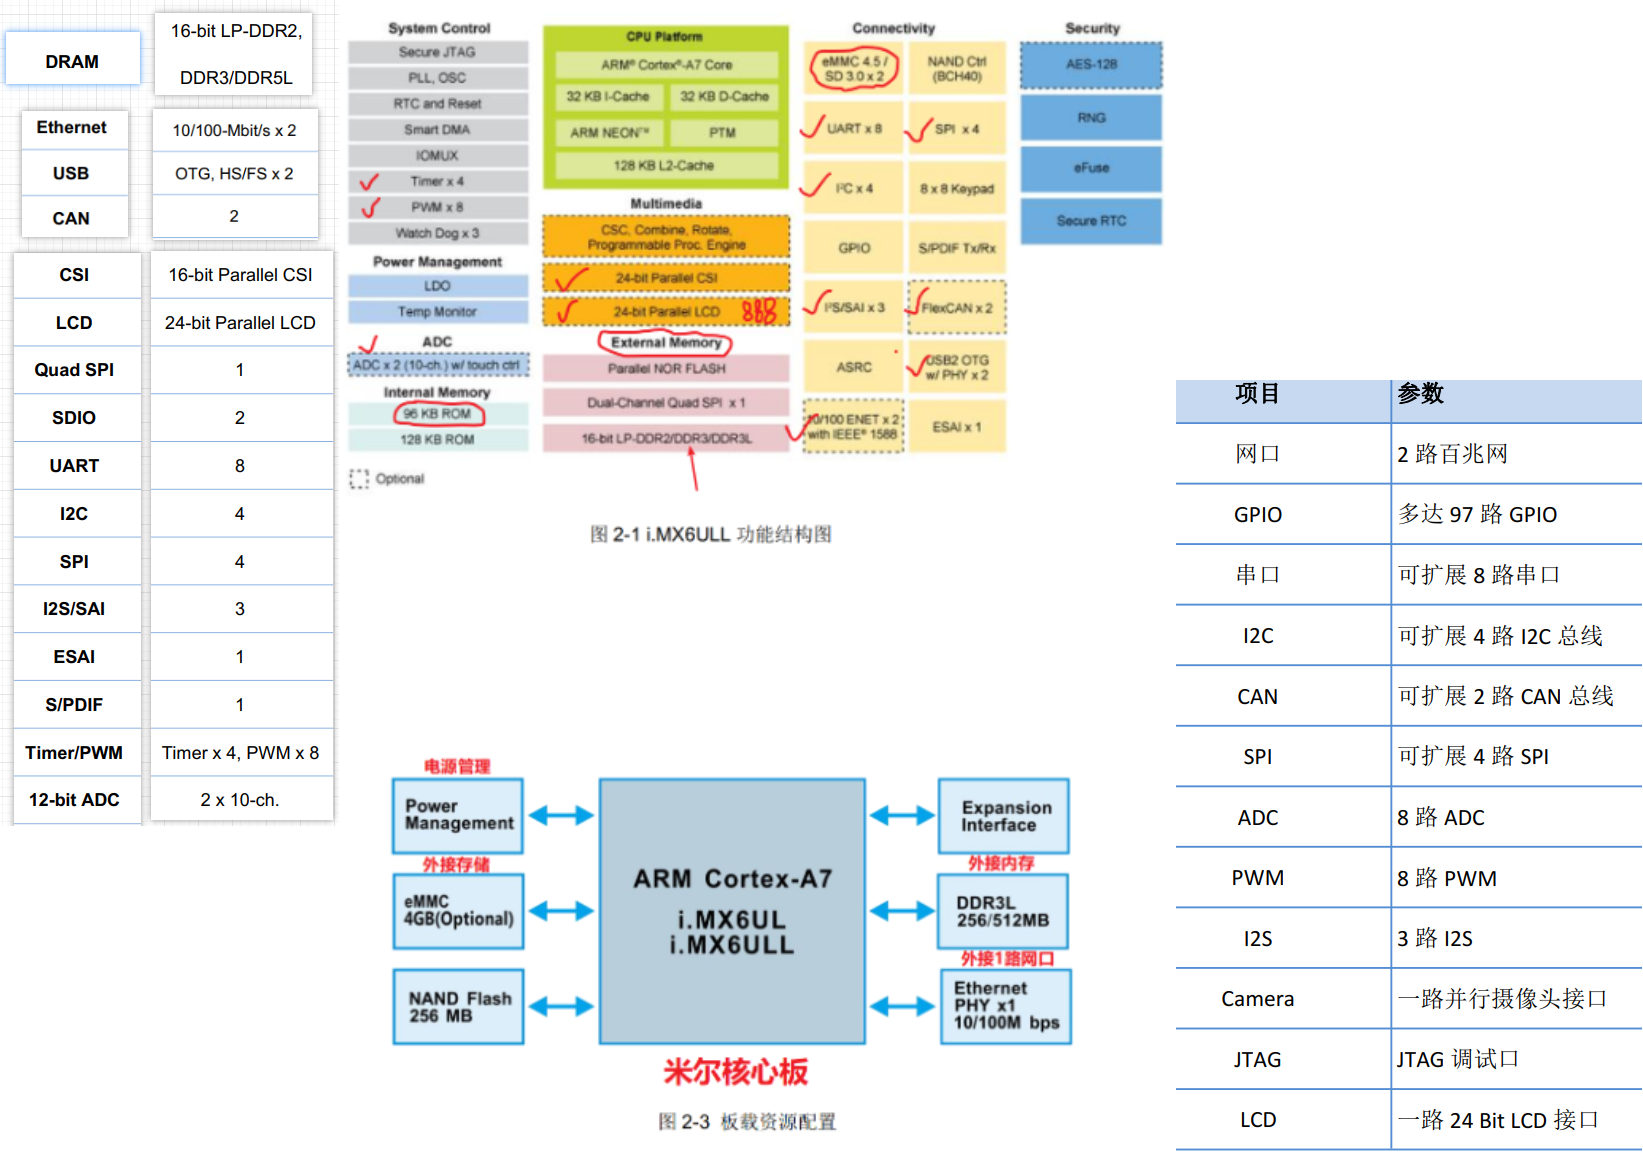 DRAM
16-bit LP-DDR2,
DDR3/DDR5L
Ethernet
10/100-Mbit/s x 2
USB
OTG, HS/FS x 2
CAN
2
CSI
16-bit Parallel CSI
LCD
24-bit Parallel LCD
Quad SPI
1
SDIO
2
UART
8
I2C
4
SPI
4
I2S/SAI
3
ESAI
1
S/PDIF
1
Timer/PWM
Timer x 4, PWM x 8
12-bit ADC
2 x 10-ch.
System Control
Secure JTAG
PLL, OSC
RTC and Reset
Smart DMA
IOMUX
Timer x 4
PWM x 8
Watch Dog x 3
Power Management
LDO
Temp Monitor
ADC
ADC x 2 (10-ch.) w/ touch ctrl
Internal Memory
96 KB ROM
128 KB ROM
Optional
CPU Platform
ARM® Cortex®-A7 Core
32 KB I-Cache
32 KB D-Cache
ARM NEON™
PTM
128 KB L2-Cache
Multimedia
CSC, Combine, Rotate,
Programmable Proc. Engine
24-bit Parallel CSI
24-bit Parallel LCD
888
External Memory
Parallel NOR FLASH
Dual-Channel Quad SPI x 1
16-bit LP-DDR2/DDR3/DDR3L
Connectivity
eMMC 4.5 /
SD 3.0 x 2
NAND Ctrl
(BCH40)
UART x 8
SPI x 4
I²C x 4
8 x 8 Keypad
GPIO
S/PDIF Tx/Rx
I²S/SAI x 3
FlexCAN x 2
ASRC
USB2 OTG
w/ PHY x 2
10/100 ENET x 2
with IEEE® 1588
ESAI x 1
Security
AES-128
RNG
eFuse
Secure RTC
图 2-1 i.MX6ULL 功能结构图
电源管理
Power
Management
外接存储
eMMC
4GB(Optional)
NAND Flash
256 MB
ARM Cortex-A7
i.MX6UL
i.MX6ULL
Expansion
Interface
外接内存
DDR3L
256/512MB
外接1路网口
Ethernet
PHY x1
10/100M bps
米尔核心板
图 2-3 板载资源配置
项目
参数
网口
2 路百兆网
GPIO
多达 97 路 GPIO
串口
可扩展 8 路串口
I2C
可扩展 4 路 I2C 总线
CAN
可扩展 2 路 CAN 总线
SPI
可扩展 4 路 SPI
ADC
8 路 ADC
PWM
8 路 PWM
I2S
3 路 I2S
Camera
一路并行摄像头接口
JTAG
JTAG 调试口
LCD
一路 24 Bit LCD 接口